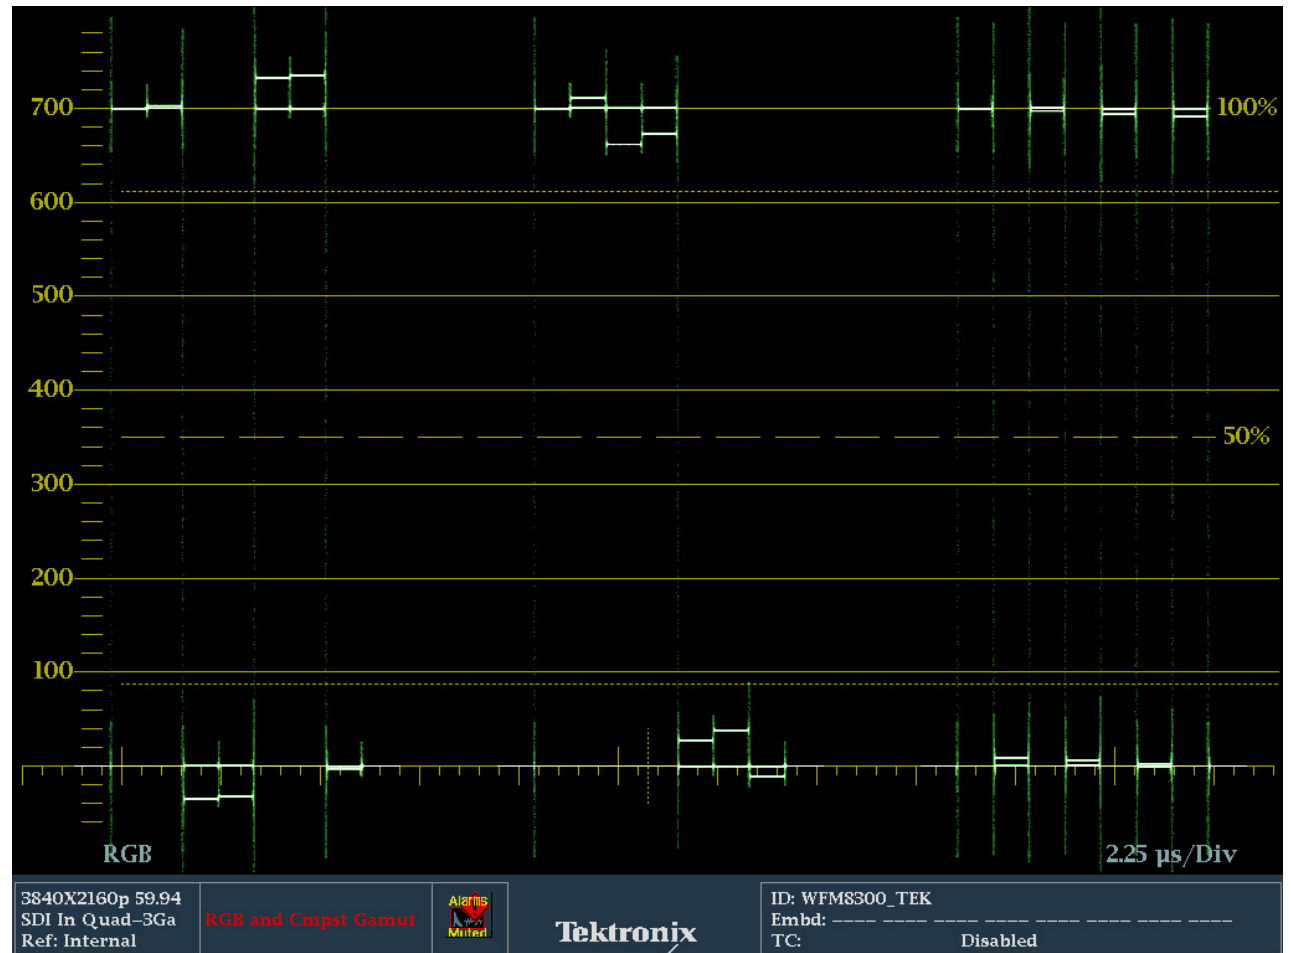 700
100%
600
500
400
50%
300
200
100
RGB
2.25 µs/Div
3840X2160p 59.94
SDI In Quad–3Ga
Ref: Internal
RGB and Cmpst Gamut
Alarms
Muted
Tektronix
ID: WFM8300_TEK
Embd: –––– –––– –––– –––– –––– –––– –––– ––––
TC: Disabled